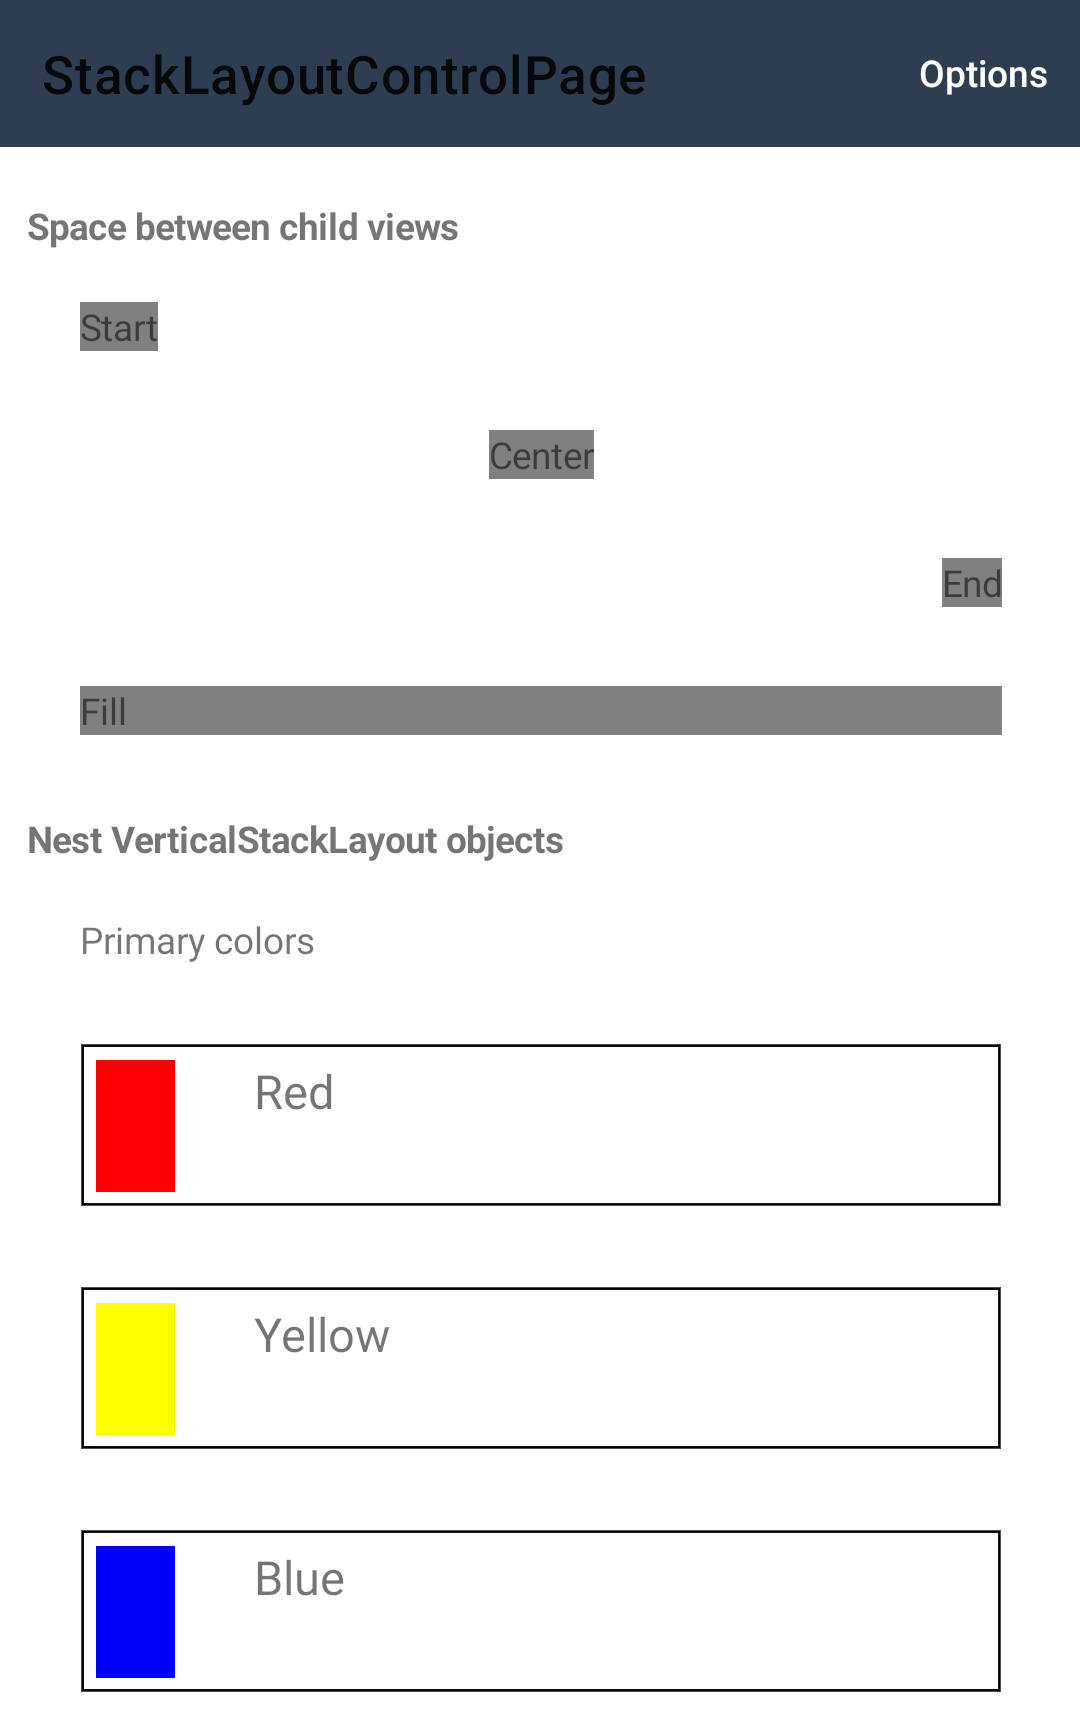 StackLayoutControlPage Options
Space between child views
Start
Center
End
Fill
Nest VerticalStackLayout objects
Primary colors
Red
Yellow
Blue